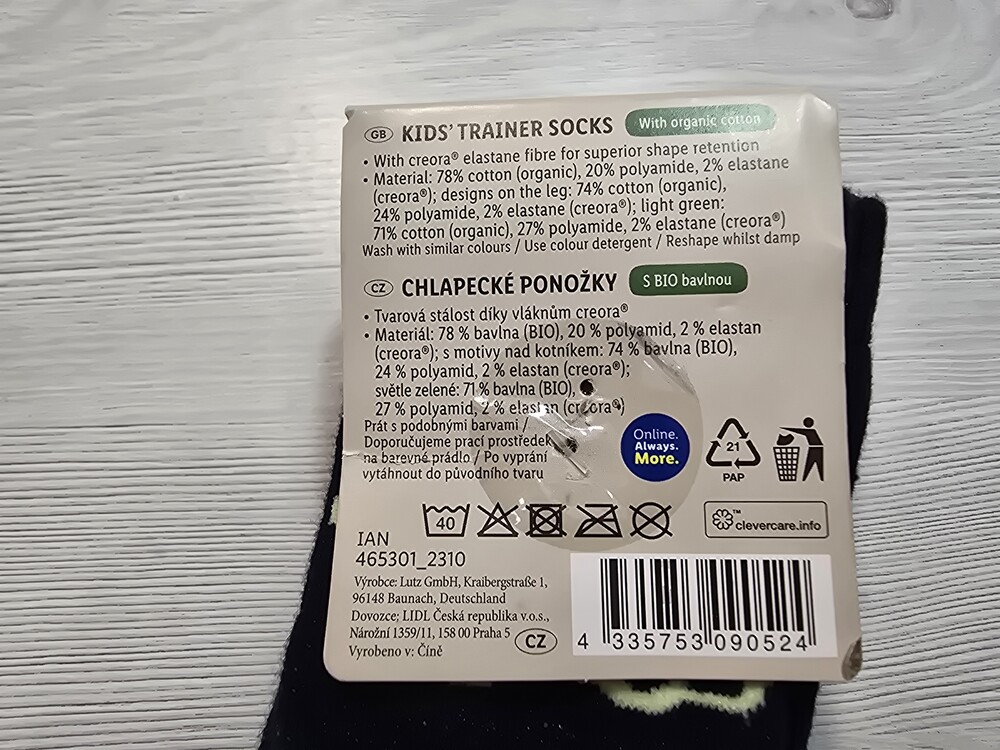 GB KIDS' TRAINER SOCKS With organic cotton
• With creora® elastane fibre for superior shape retention
• Material: 78% cotton (organic), 20% polyamide, 2% elastane
(creora®); designs on the leg: 74% cotton (organic),
24% polyamide, 2% elastane (creora®); light green:
71% cotton (organic), 27% polyamide, 2% elastane (creora®)
Wash with similar colours / Use colour detergent / Reshape whilst damp
CZ CHLAPECKÉ PONOŽKY S BIO bavlnou
• Tvarová stálost díky vláknům creora®
• Materiál: 78 % bavlna (BIO), 20 % polyamid, 2 % elastan
(creora®); s motivy nad kotníkem: 74 % bavlna (BIO),
24 % polyamid, 2 % elastan (creora®);
světle zelené: 71 % bavlna (BIO),
27 % polyamid, 2 % elastan (creora®)
Prát s podobnými barvami /
Doporučujeme prací prostředek
na barevné prádlo / Po vyprání
vytáhnout do původního tvaru
Online.
Always.
More.
21
PAP
40
™
clevercare.info
IAN
465301_2310
Výrobce: Lutz GmbH, Kraibergstraße 1,
96148 Baunach, Deutschland
Dovozce; LIDL Česká republika v.o.s.,
Nárožní 1359/11, 158 00 Praha 5
Vyrobeno v: Číně
CZ
4 335753 090524